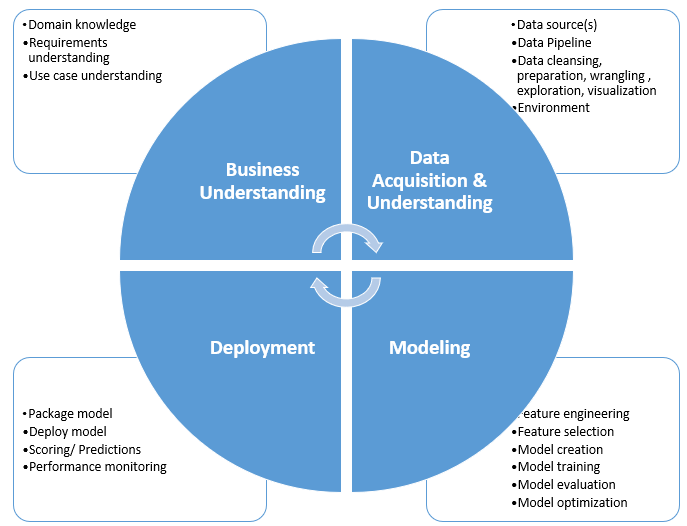 •Domain knowledge
•Requirements
understanding
•Use case understanding
•Data source(s)
•Data Pipeline
•Data cleansing,
preparation, wrangling ,
exploration, visualization
•Environment
Business
Understanding
Data
Acquisition &
Understanding
Deployment
Modeling
•Package model
•Deploy model
•Scoring/ Predictions
•Performance monitoring
Feature engineering
•Feature selection
•Model creation
•Model training
•Model evaluation
•Model optimization